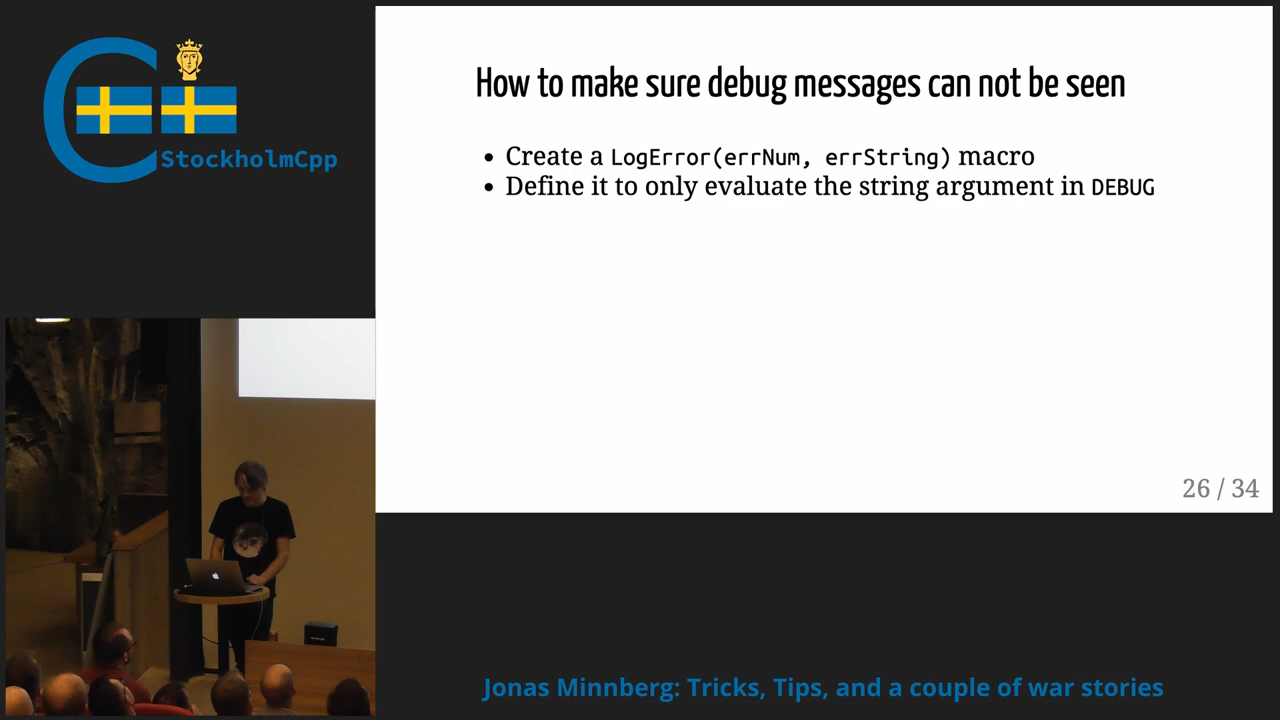 StockholmCpp
How to make sure debug messages can not be seen
• Create a LogError(errNum, errString) macro
• Define it to only evaluate the string argument in DEBUG
26 / 34
Jonas Minnberg: Tricks, Tips, and a couple of war stories